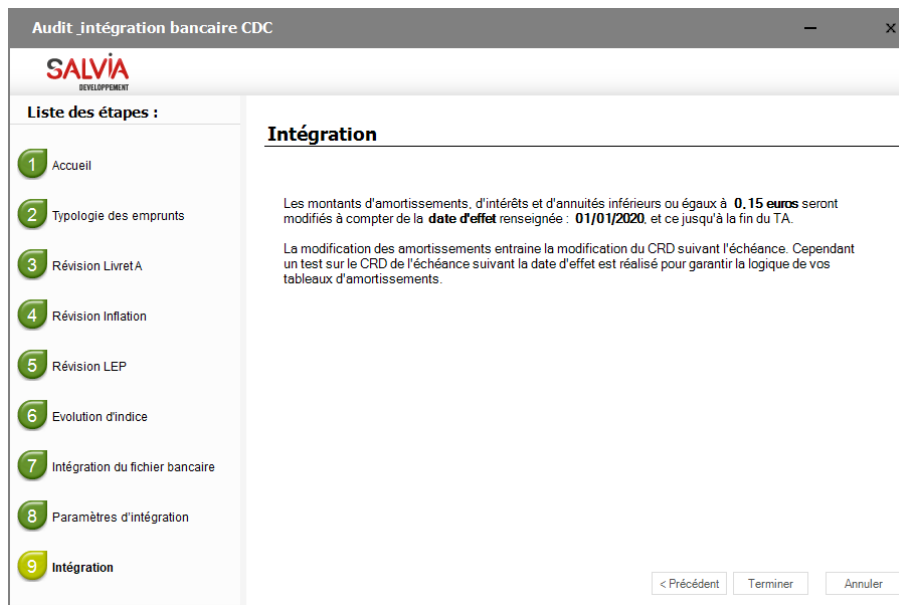 Audit_intégration bancaire CDC
SALVIA
DEVELOPPEMENT
Liste des étapes :
1 Accueil
2 Typologie des emprunts
3 Révision Livret A
4 Révision Inflation
5 Révision LEP
6 Evolution d'indice
7 Intégration du fichier bancaire
8 Paramètres d'intégration
9 Intégration
Intégration
Les montants d'amortissements, d'intérêts et d'annuités inférieurs ou égaux à 0.15 euros seront
modifiés à compter de la date d'effet renseignée : 01/01/2020, et ce jusqu'à la fin du TA.
La modification des amortissements entraine la modification du CRD suivant l'échéance. Cependant
un test sur le CRD de l'échéance suivant la date d'effet est réalisé pour garantir la logique de vos
tableaux d'amortissements.
< Précédent
Terminer
Annuler